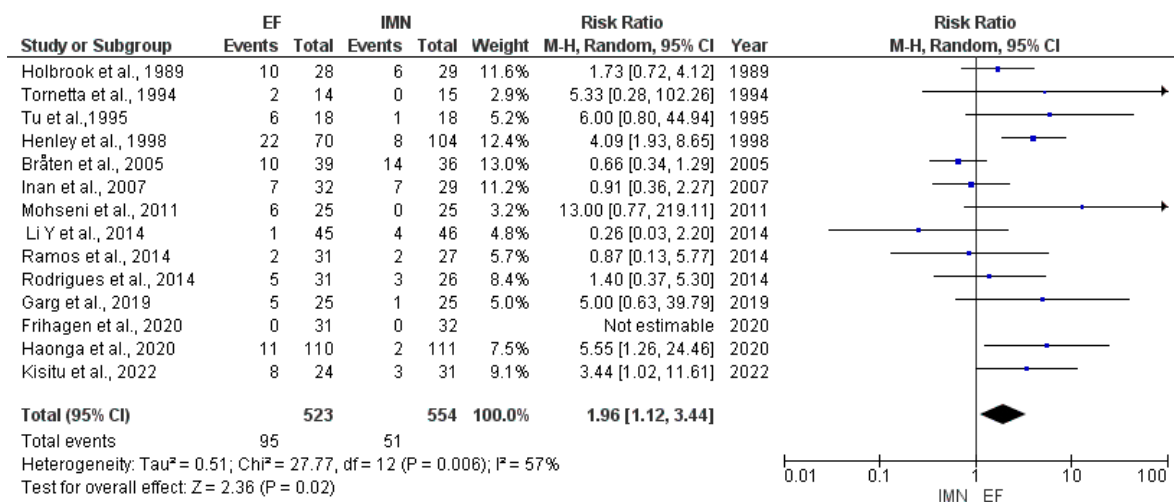 EF IMN Risk Ratio Risk Ratio
Study or Subgroup Events Total Events Total Weight M-H, Random, 95% CI Year M-H, Random, 95% CI
Holbrook et al., 1989 10 28 6 29 11.6% 1.73 [0.72, 4.12] 1989
Tornetta et al., 1994 2 14 0 15 2.9% 5.33 [0.28, 102.26] 1994
Tu et al.,1995 6 18 1 18 5.2% 6.00 [0.80, 44.94] 1995
Henley et al., 1998 22 70 8 104 12.4% 4.09 [1.93, 8.65] 1998
Bråten et al., 2005 10 39 14 36 13.0% 0.66 [0.34, 1.29] 2005
Inan et al., 2007 7 32 7 29 11.2% 0.91 [0.36, 2.27] 2007
Mohseni et al., 2011 6 25 0 25 3.2% 13.00 [0.77, 219.11] 2011
Li Y et al., 2014 1 45 4 46 4.8% 0.26 [0.03, 2.20] 2014
Ramos et al., 2014 2 31 2 27 5.7% 0.87 [0.13, 5.77] 2014
Rodrigues et al., 2014 5 31 3 26 8.4% 1.40 [0.37, 5.30] 2014
Garg et al., 2019 5 25 1 25 5.0% 5.00 [0.63, 39.79] 2019
Frihagen et al., 2020 0 31 0 32 Not estimable 2020
Haonga et al., 2020 11 110 2 111 7.5% 5.55 [1.26, 24.46] 2020
Kisitu et al., 2022 8 24 3 31 9.1% 3.44 [1.02, 11.61] 2022
Total (95% CI) 523 554 100.0% 1.96 [1.12, 3.44]
Total events 95 51
Heterogeneity: Tau² = 0.51; Chi² = 27.77, df = 12 (P = 0.006); I² = 57%
Test for overall effect: Z = 2.36 (P = 0.02)
0.01 0.1 1 10 100
IMN EF